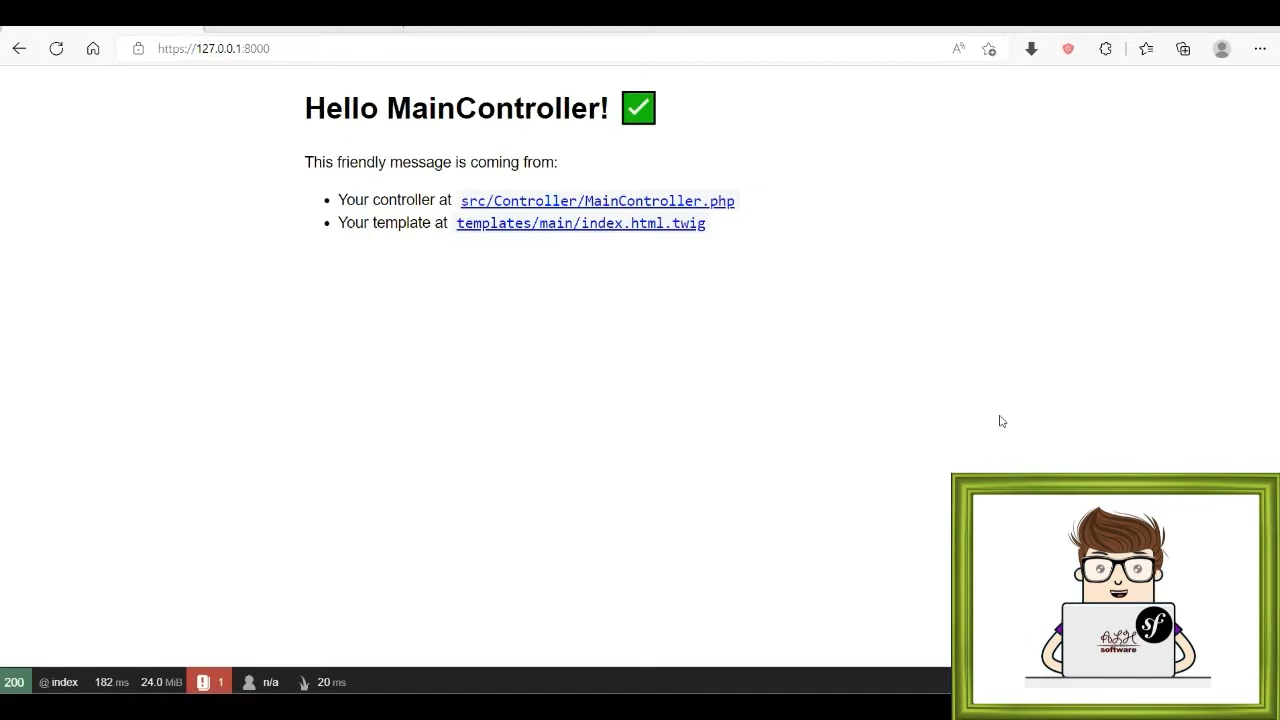 https://127.0.0.1:8000
Hello MainController! ✅
This friendly message is coming from:
• Your controller at src/Controller/MainController.php
• Your template at templates/main/index.html.twig
ALH
software
sf
200 @ index 182 ms 24.0 MiB 1 n/a 20 ms